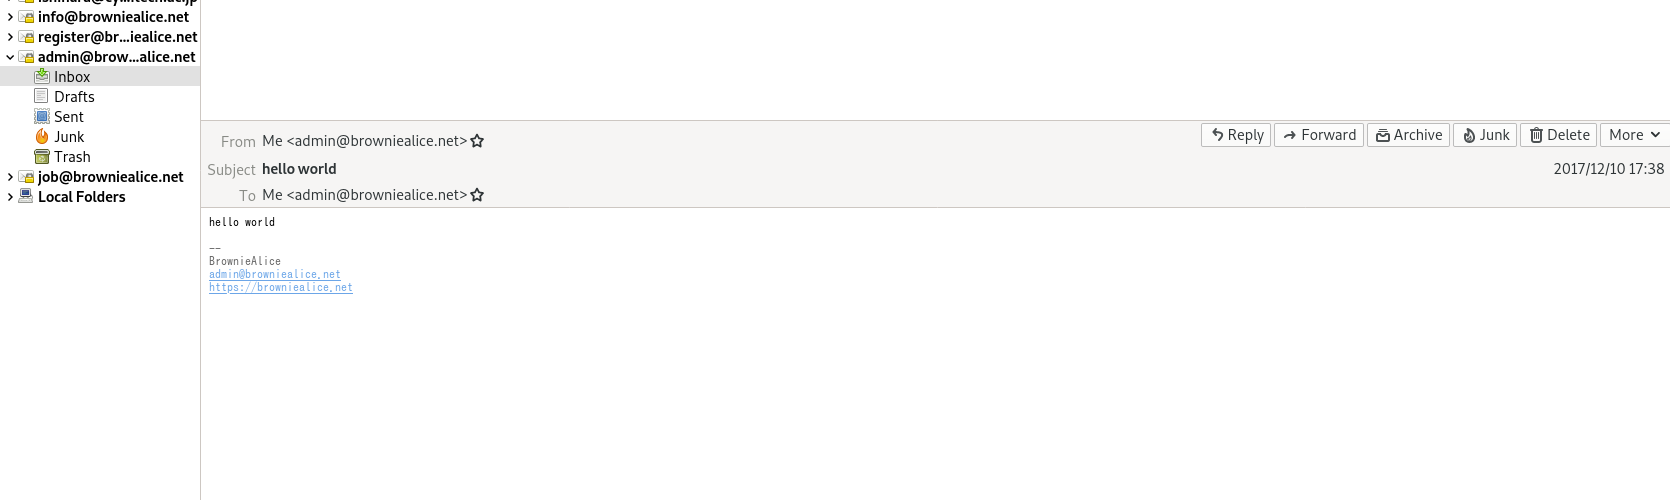 info@browniealice.net
register@br...iealice.net
admin@brow...alice.net
Inbox
Drafts
Sent
Junk
Trash
job@browniealice.net
Local Folders
From Me <admin@browniealice.net>
Reply Forward Archive Junk Delete More
Subject hello world 2017/12/10 17:38
To Me <admin@browniealice.net>
hello world
--
BrownieAlice
admin@browniealice.net
https://browniealice.net